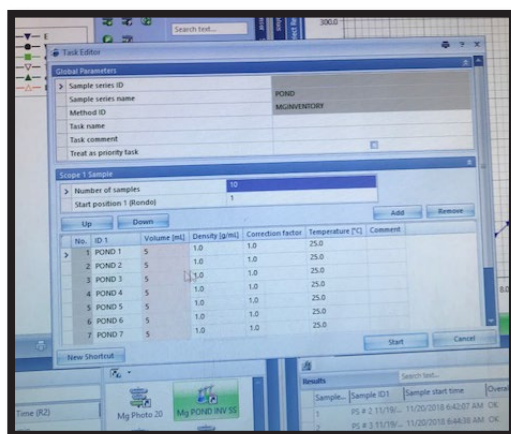 Search text...
300.0
Task Editor
Global Parameters
Sample series ID
Sample series name POND
Method ID MGINVENTORY
Task name
Task comment
Treat as priority task
Scope 1 Sample
Number of samples 10
Start position 1 (Rondo) 1
Up Down Add Remove
No. ID 1 Volume [mL] Density [g/mL] Correction factor Temperature [°C] Comment
1 POND 1 5 1.0 1.0 25.0
2 POND 2 5 1.0 1.0 25.0
3 POND 3 5 1.0 1.0 25.0
4 POND 4 5 1.0 1.0 25.0
5 POND 5 5 1.0 1.0 25.0
6 POND 6 5 1.0 1.0 25.0
7 POND 7 5 1.0 1.0 25.0
Start Cancel
New Shortcut
Results Search text...
Sample... Sample ID1 Sample start time Overal
Time (R2) Mg Photo 20 Mg POND INV SS
1 PS # 2 11/19/... 11/20/2018 6:42:07 AM OK
2 PS # 3 11/19/... 11/20/2018 6:44:38 AM OK